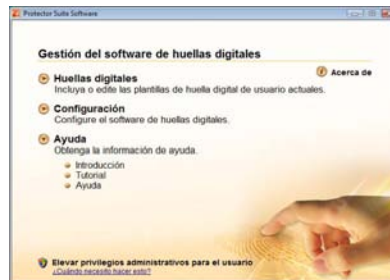 Protector Suite Software
Gestión del software de huellas digitales
Acerca de
Huellas digitales
Incluya o edite las plantillas de huella digital de usuario actuales.
Configuración
Configure el software de huellas digitales.
Ayuda
Obtenga la información de ayuda.
Introducción
Tutorial
Ayuda
Elevar privilegios administrativos para el usuario
¿Cuándo necesito hacer esto?